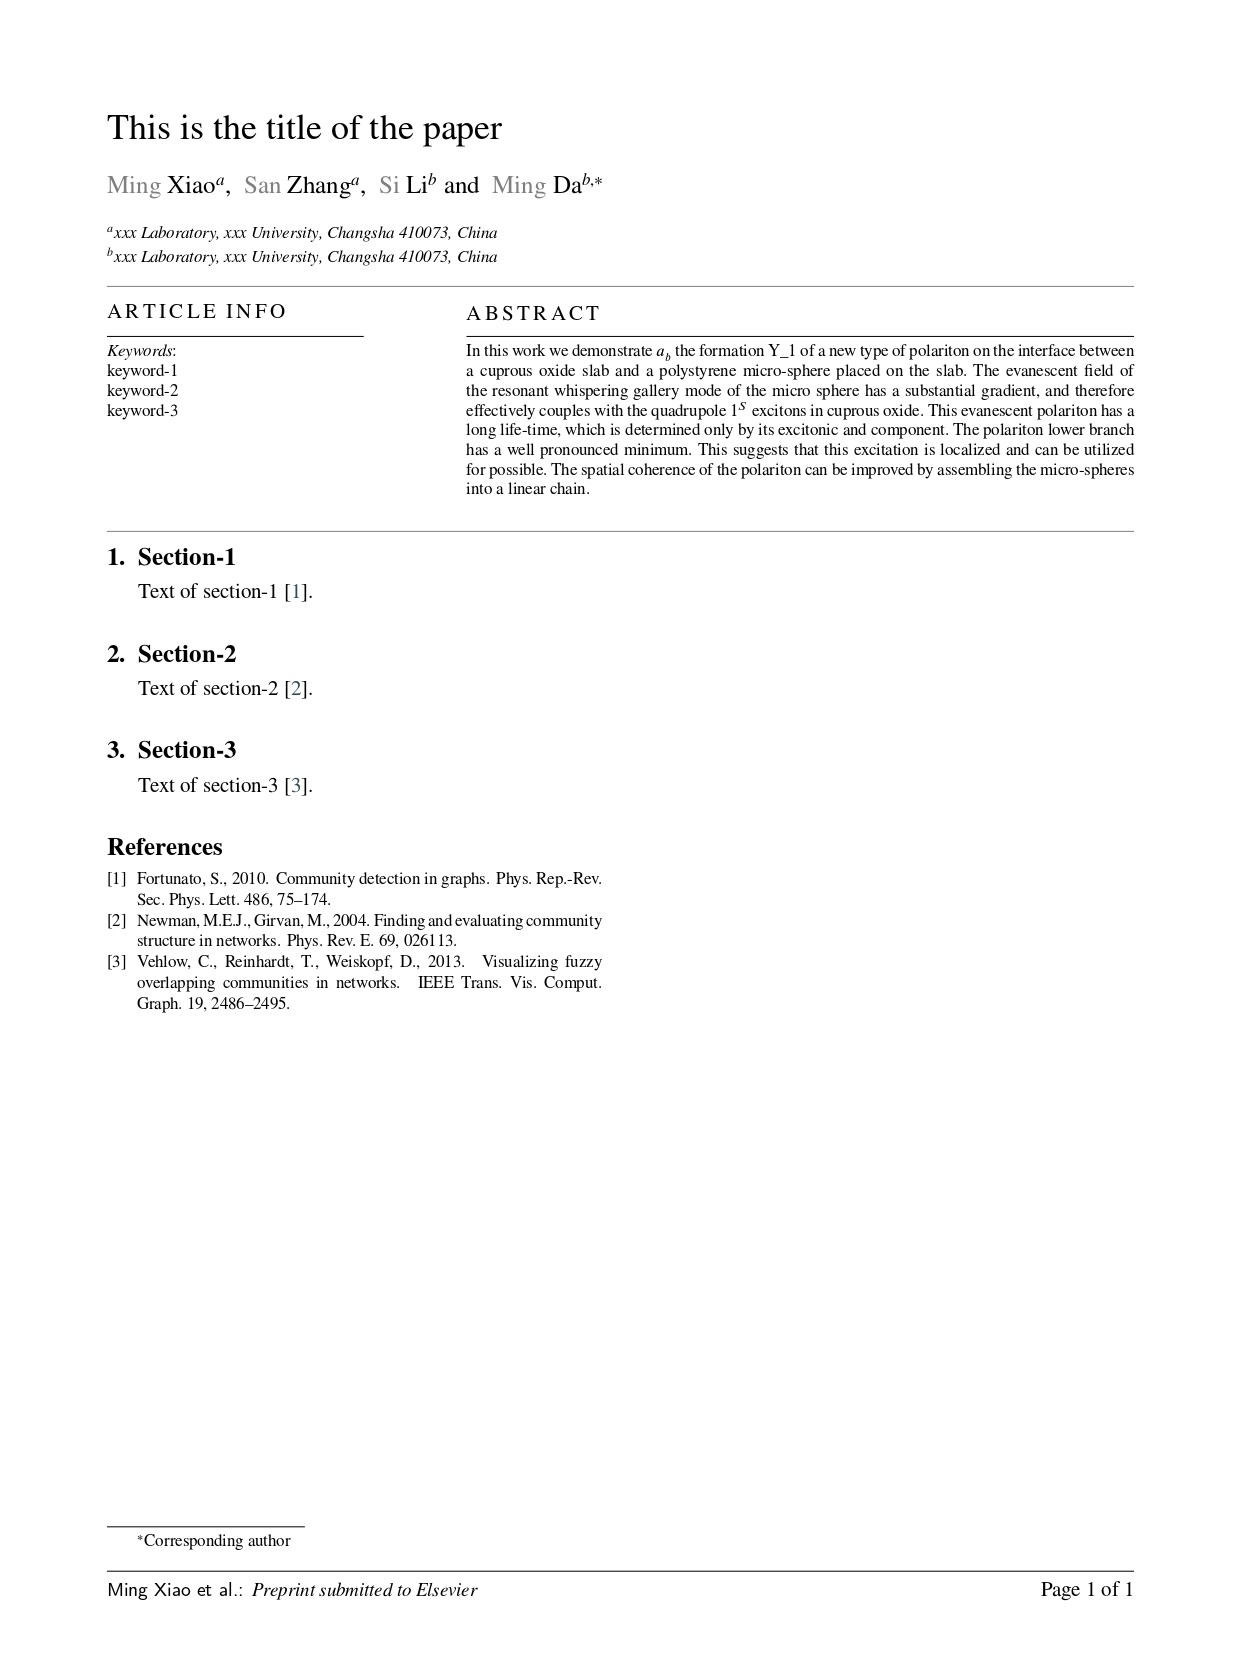 This is the title of the paper
Ming Xiaoᵃ, San Zhangᵃ, Si Liᵇ and Ming Daᵇ,*
ᵃxxx Laboratory, xxx University, Changsha 410073, China
ᵇxxx Laboratory, xxx University, Changsha 410073, China
ARTICLE INFO
Keywords:
keyword-1
keyword-2
keyword-3
ABSTRACT
In this work we demonstrate a_b the formation Y_1 of a new type of polariton on the interface between
a cuprous oxide slab and a polystyrene micro-sphere placed on the slab. The evanescent field of
the resonant whispering gallery mode of the micro sphere has a substantial gradient, and therefore
effectively couples with the quadrupole 1^S excitons in cuprous oxide. This evanescent polariton has a
long life-time, which is determined only by its excitonic and component. The polariton lower branch
has a well pronounced minimum. This suggests that this excitation is localized and can be utilized
for possible. The spatial coherence of the polariton can be improved by assembling the micro-spheres
into a linear chain.
1. Section-1
Text of section-1 [1].
2. Section-2
Text of section-2 [2].
3. Section-3
Text of section-3 [3].
References
[1] Fortunato, S., 2010. Community detection in graphs. Phys. Rep.-Rev.
Sec. Phys. Lett. 486, 75–174.
[2] Newman, M.E.J., Girvan, M., 2004. Finding and evaluating community
structure in networks. Phys. Rev. E. 69, 026113.
[3] Vehlow, C., Reinhardt, T., Weiskopf, D., 2013. Visualizing fuzzy
overlapping communities in networks. IEEE Trans. Vis. Comput.
Graph. 19, 2486–2495.
*Corresponding author
Ming Xiao et al.: Preprint submitted to Elsevier
Page 1 of 1